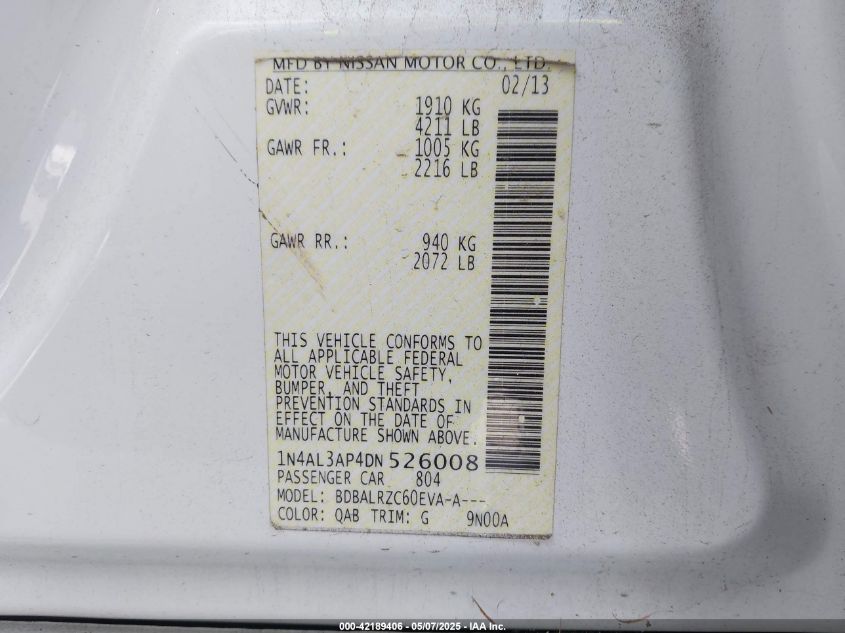 MFD BY NISSAN MOTOR CO., LTD.
DATE: 02/13
GVWR: 1910 KG
4211 LB
GAWR FR.: 1005 KG
2216 LB
GAWR RR.: 940 KG
2072 LB
THIS VEHICLE CONFORMS TO
ALL APPLICABLE FEDERAL
MOTOR VEHICLE SAFETY,
BUMPER, AND THEFT
PREVENTION STANDARDS IN
EFFECT ON THE DATE OF
MANUFACTURE SHOWN ABOVE.
1N4AL3AP4DN526008
PASSENGER CAR 804
MODEL: BDBALRZC60EVA-A---
COLOR: QAB TRIM: G 9N00A
000-42189406 - 05/07/2025 - IAA Inc.